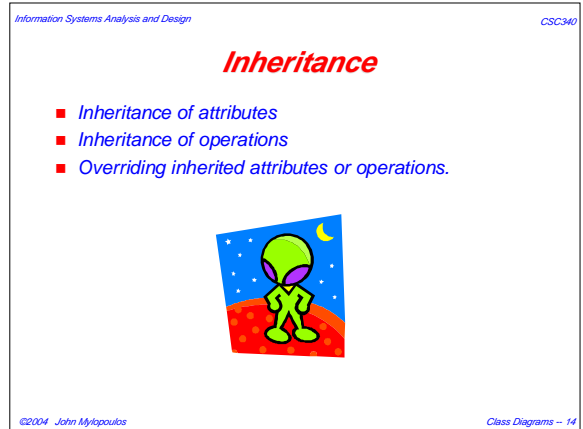 Information Systems Analysis and Design
CSC340
Inheritance
Inheritance of attributes
Inheritance of operations
Overriding inherited attributes or operations.
©2004 John Mylopoulos
Class Diagrams -- 14